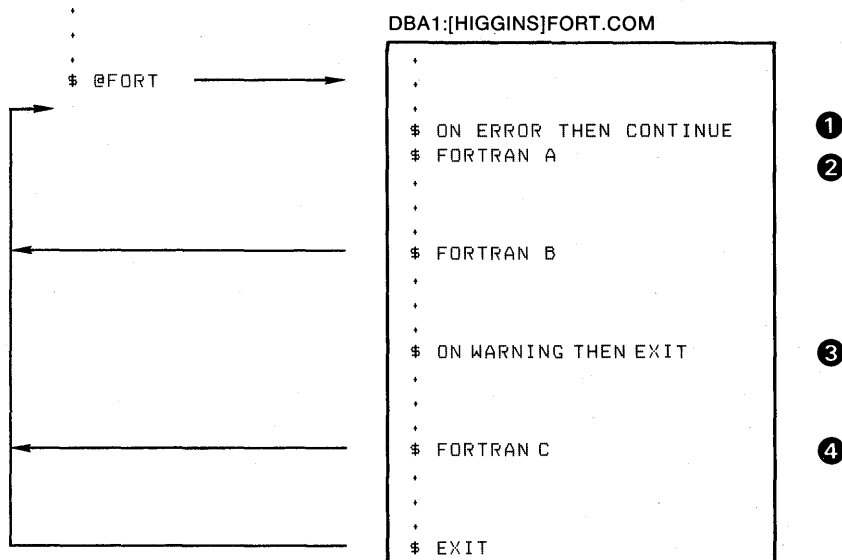 DBA1:[HIGGINS]FORT.COM
$ @FORT
$ ON ERROR THEN CONTINUE 1
$ FORTRAN A 2
$ FORTRAN B
$ ON WARNING THEN EXIT 3
$ FORTRAN C 4
$ EXIT